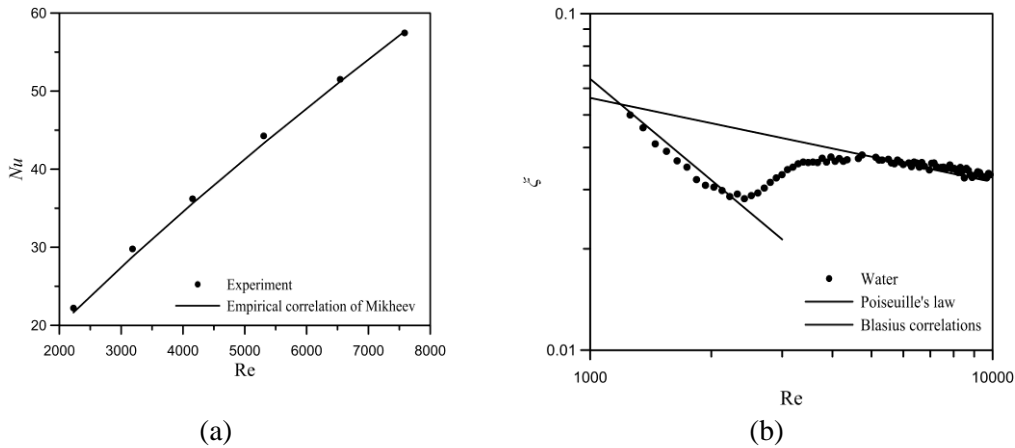 60
50
40
30
20
Nu
2000 3000 4000 5000 6000 7000 8000
Re
Experiment
Empirical correlation of Mikheev
(a)
0.1
0.01
ξ
1000 10000
Re
Water
Poiseuille's law
Blasius correlations
(b)